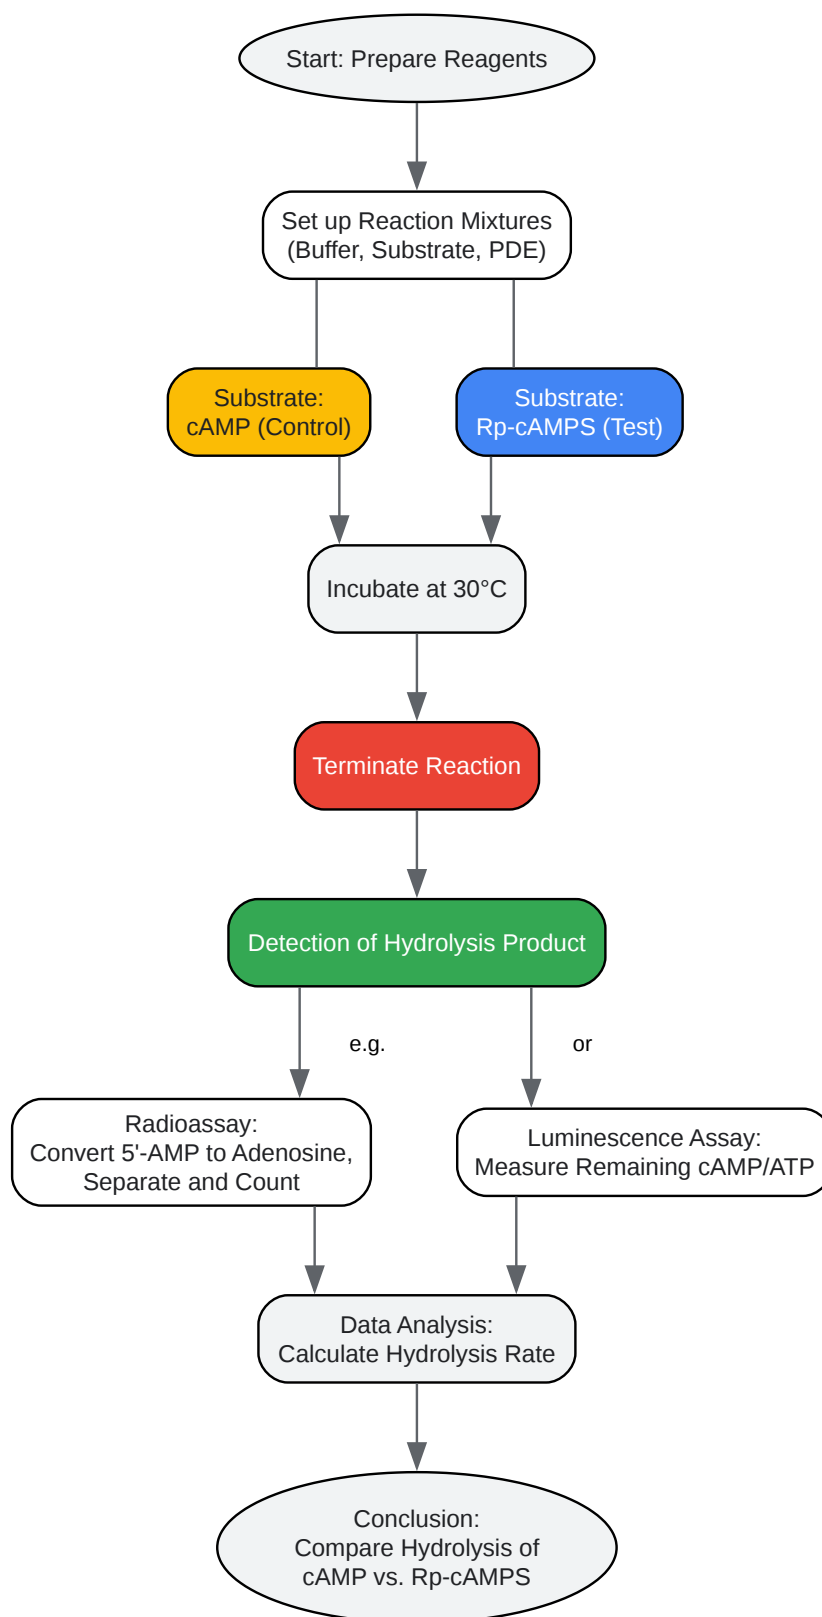 Start: Prepare Reagents
Set up Reaction Mixtures
(Buffer, Substrate, PDE)
Substrate:
cAMP (Control)
Substrate:
Rp-cAMPS (Test)
Incubate at 30°C
Terminate Reaction
Detection of Hydrolysis Product
e.g.
or
Radioassay:
Convert 5'-AMP to Adenosine,
Separate and Count
Luminescence Assay:
Measure Remaining cAMP/ATP
Data Analysis:
Calculate Hydrolysis Rate
Conclusion:
Compare Hydrolysis of
cAMP vs. Rp-cAMPS